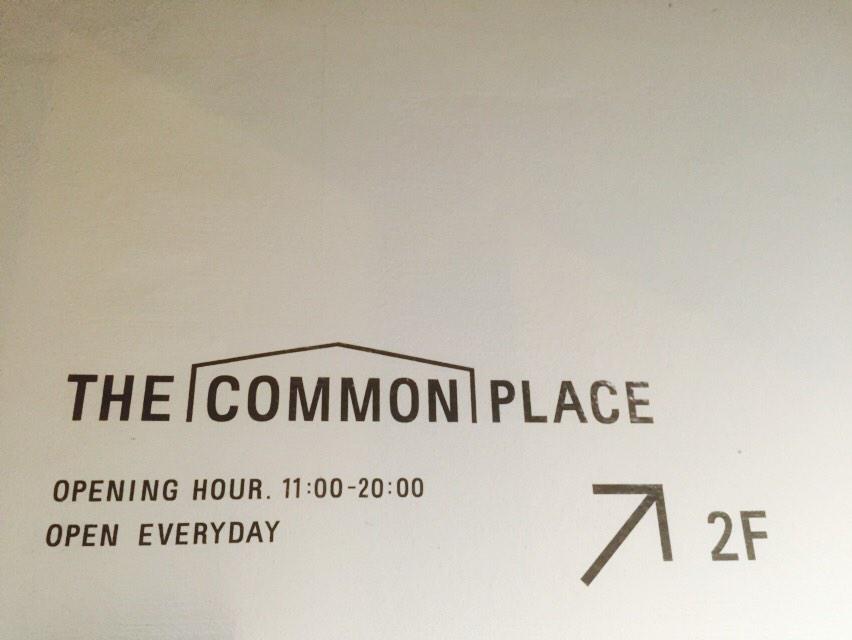 THE COMMON PLACE
OPENING HOUR. 11:00-20:00
OPEN EVERYDAY
2F